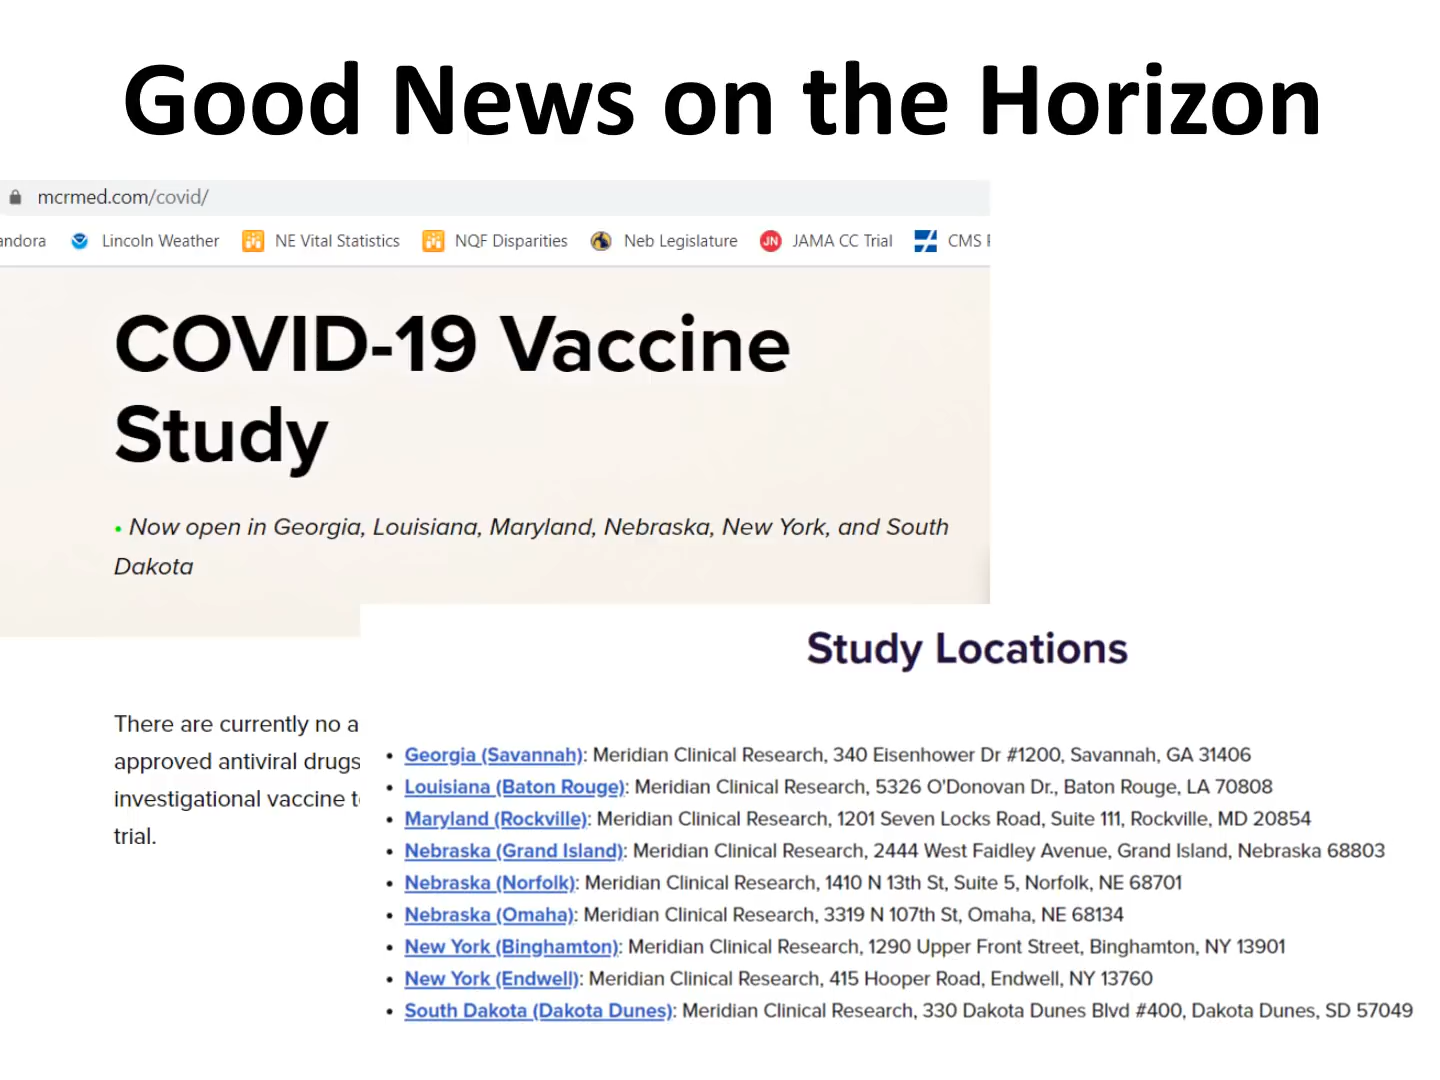 Good News on the Horizon
mcrmed.com/covid/
andora Lincoln Weather NE Vital Statistics NQF Disparities Neb Legislature JN JAMA CC Trial CMS
COVID-19 Vaccine
Study
• Now open in Georgia, Louisiana, Maryland, Nebraska, New York, and South
Dakota
There are currently no a
approved antiviral drugs
investigational vaccine t
trial.
Study Locations
• Georgia (Savannah): Meridian Clinical Research, 340 Eisenhower Dr #1200, Savannah, GA 31406
• Louisiana (Baton Rouge): Meridian Clinical Research, 5326 O'Donovan Dr., Baton Rouge, LA 70808
• Maryland (Rockville): Meridian Clinical Research, 1201 Seven Locks Road, Suite 111, Rockville, MD 20854
• Nebraska (Grand Island): Meridian Clinical Research, 2444 West Faidley Avenue, Grand Island, Nebraska 68803
• Nebraska (Norfolk): Meridian Clinical Research, 1410 N 13th St, Suite 5, Norfolk, NE 68701
• Nebraska (Omaha): Meridian Clinical Research, 3319 N 107th St, Omaha, NE 68134
• New York (Binghamton): Meridian Clinical Research, 1290 Upper Front Street, Binghamton, NY 13901
• New York (Endwell): Meridian Clinical Research, 415 Hooper Road, Endwell, NY 13760
• South Dakota (Dakota Dunes): Meridian Clinical Research, 330 Dakota Dunes Blvd #400, Dakota Dunes, SD 57049